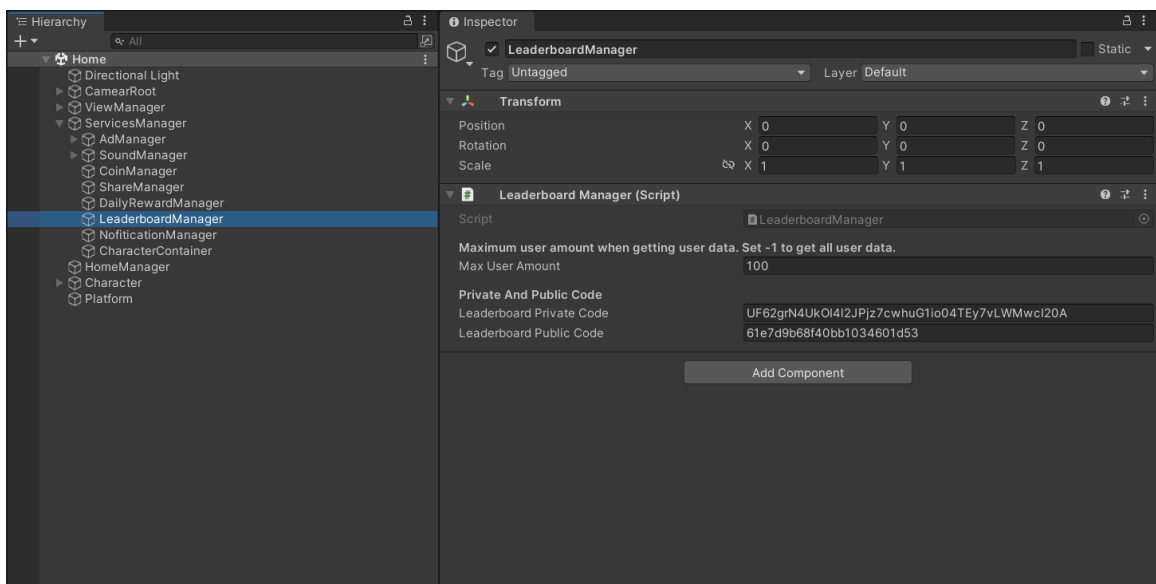 Hierarchy
All
Home
Directional Light
CamearRoot
ViewManager
ServicesManager
AdManager
SoundManager
CoinManager
ShareManager
DailyRewardManager
LeaderboardManager
NofiticationManager
CharacterContainer
HomeManager
Character
Platform
Inspector
LeaderboardManager Static
Tag Untagged Layer Default
Transform
Position X 0 Y 0 Z 0
Rotation X 0 Y 0 Z 0
Scale X 1 Y 1 Z 1
# Leaderboard Manager (Script)
Script LeaderboardManager
Maximum user amount when getting user data. Set -1 to get all user data.
Max User Amount 100
Private And Public Code
Leaderboard Private Code UF62grN4UkOl4I2JPjz7cwhuG1io04TEy7vLWMwcI20A
Leaderboard Public Code 61e7d9b68f40bb1034601d53
Add Component